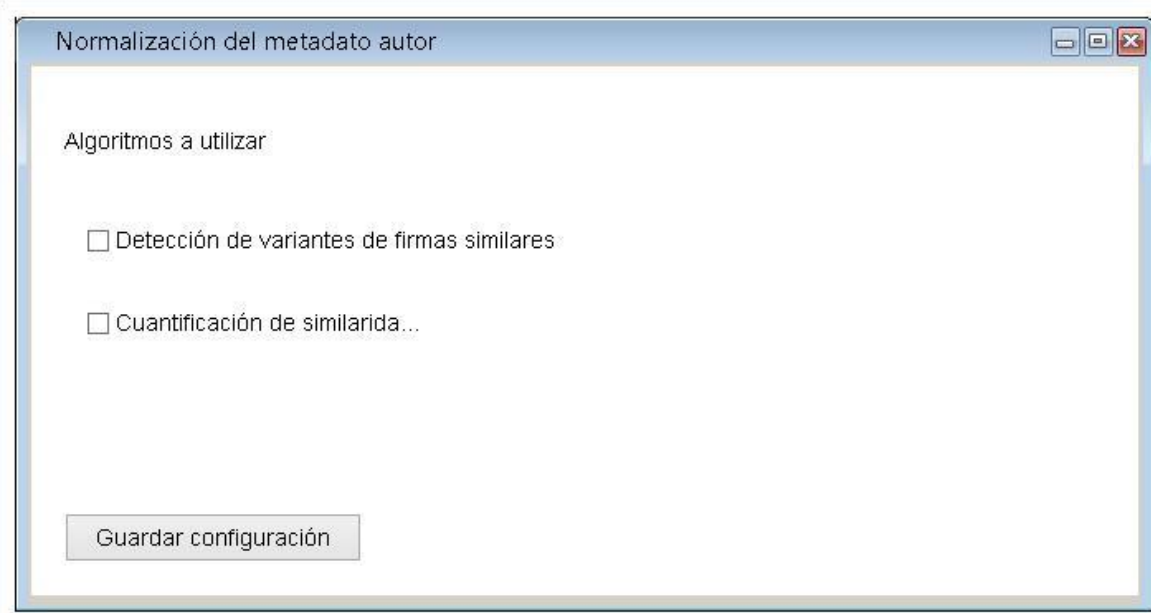 Normalización del metadato autor
Algoritmos a utilizar
Detección de variantes de firmas similares
Cuantificación de similarida...
Guardar configuración